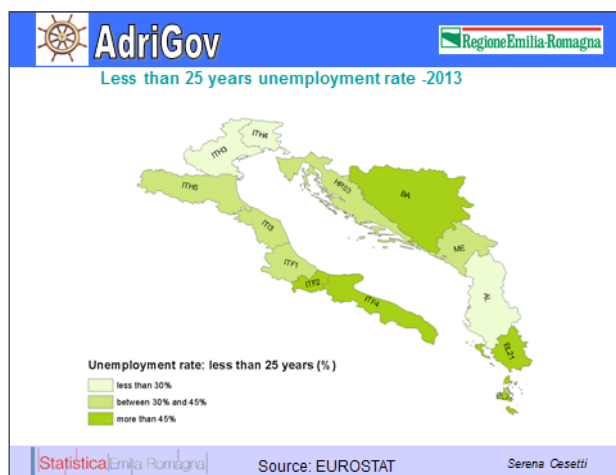 AdriGov
RegioneEmilia-Romagna
Less than 25 years unemployment rate -2013
ITH4
ITH3
ITH5
HR03
BA
ITI3
ME
ITF1
ITF2
ITF4
AL
EL21
Unemployment rate: less than 25 years (%)
less than 30%
between 30% and 45%
more than 45%
Statistica Emilia-Romagna
Source: EUROSTAT
Serena Cesetti